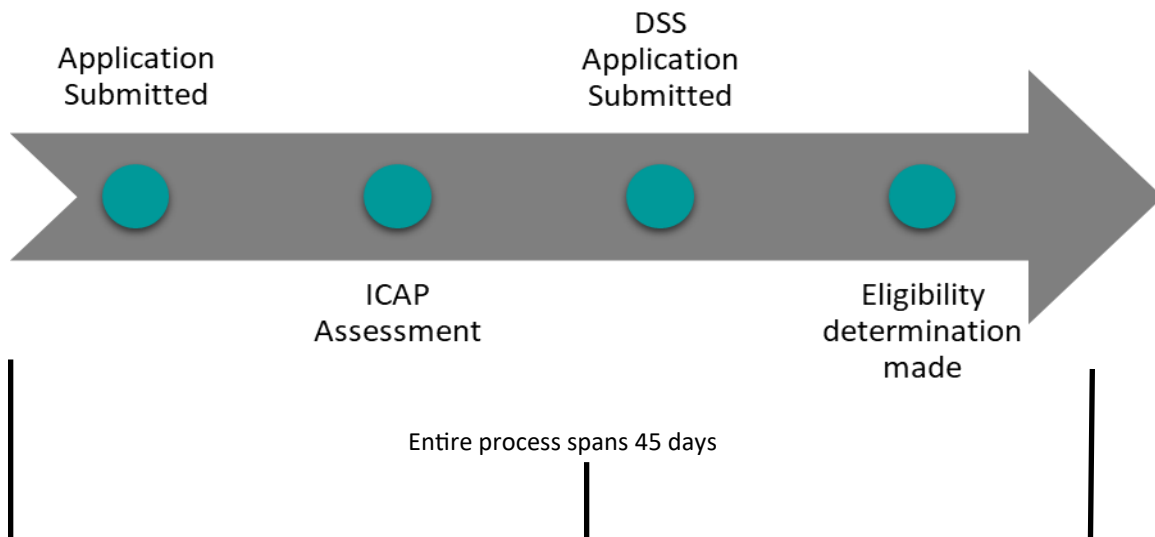 Application
Submitted
ICAP
Assessment
DSS
Application
Submitted
Eligibility
determination
made
Entire process spans 45 days